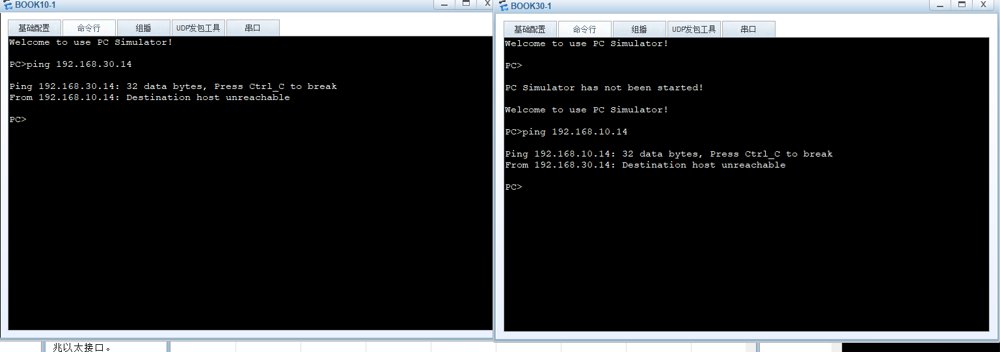 BOOK10-1
基础配置 命令行 组播 UDP发包工具 串口
Welcome to use PC Simulator!
PC>ping 192.168.30.14
Ping 192.168.30.14: 32 data bytes, Press Ctrl_C to break
From 192.168.10.14: Destination host unreachable
PC>
BOOK30-1
基础配置 命令行 组播 UDP发包工具 串口
Welcome to use PC Simulator!
PC>
PC Simulator has not been started!
Welcome to use PC Simulator!
PC>ping 192.168.10.14
Ping 192.168.10.14: 32 data bytes, Press Ctrl_C to break
From 192.168.30.14: Destination host unreachable
PC>
兆以太接口。